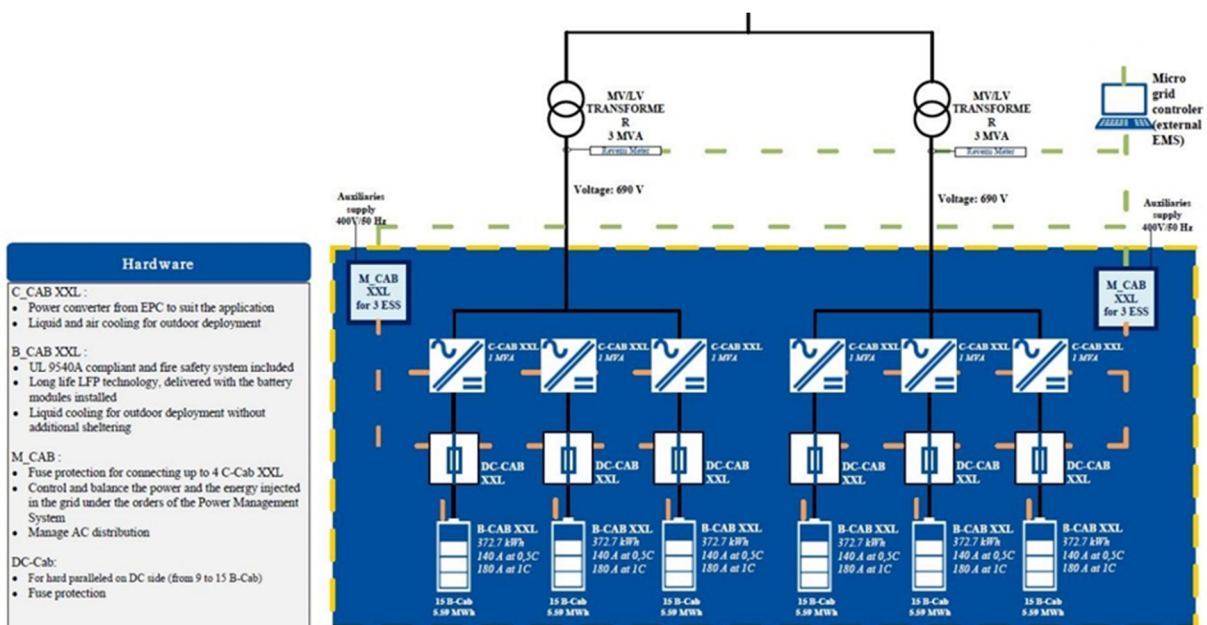 MV/LV
TRANSFORME
R
3 MVA
Revenu Meter
Voltage: 690 V
MV/LV
TRANSFORME
R
3 MVA
Revenu Meter
Voltage: 690 V
Micro
grid
controler
(external
EMS)
Auxiliaries
supply
400V/50 Hz
Auxiliaries
supply
400V/50 Hz
Hardware
C_CAB XXL :
• Power converter from EPC to suit the application
• Liquid and air cooling for outdoor deployment
B_CAB XXL :
• UL 9540A compliant and fire safety system included
• Long life LFP technology, delivered with the battery
modules installed
• Liquid cooling for outdoor deployment without
additional sheltering
M_CAB :
• Fuse protection for connecting up to 4 C-Cab XXL
• Control and balance the power and the energy injected
in the grid under the orders of the Power Management
System
• Manage AC distribution
DC-Cab:
• For hard paralleled on DC side (from 9 to 15 B-Cab)
• Fuse protection
M_CAB
XXL
for 3 ESS
M_CAB
XXL
for 3 ESS
C-CAB XXL
1 MVA
C-CAB XXL
1 MVA
C-CAB XXL
1 MVA
C-CAB XXL
1 MVA
C-CAB XXL
1 MVA
C-CAB XXL
1 MVA
DC-CAB
XXL
DC-CAB
XXL
DC-CAB
XXL
DC-CAB
XXL
DC-CAB
XXL
DC-CAB
XXL
B-CAB XXL
372.7 kWh
140 A at 0,5C
180 A at 1C
15 B-Cab
5.59 MWh
B-CAB XXL
372.7 kWh
140 A at 0,5C
180 A at 1C
15 B-Cab
5.59 MWh
B-CAB XXL
372.7 kWh
140 A at 0,5C
180 A at 1C
15 B-Cab
5.59 MWh
B-CAB XXL
372.7 kWh
140 A at 0,5C
180 A at 1C
15 B-Cab
5.59 MWh
B-CAB XXL
372.7 kWh
140 A at 0,5C
180 A at 1C
15 B-Cab
5.59 MWh
B-CAB XXL
372.7 kWh
140 A at 0,5C
180 A at 1C
15 B-Cab
5.59 MWh